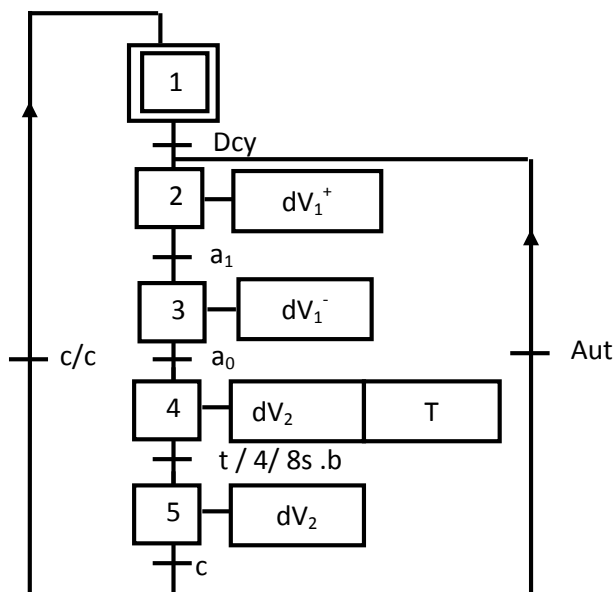 1
Dcy
2 dV₁⁺
a₁
3 dV₁⁻
c/c a₀ Aut
4 dV₂ T
t / 4/ 8s .b
5 dV₂
c